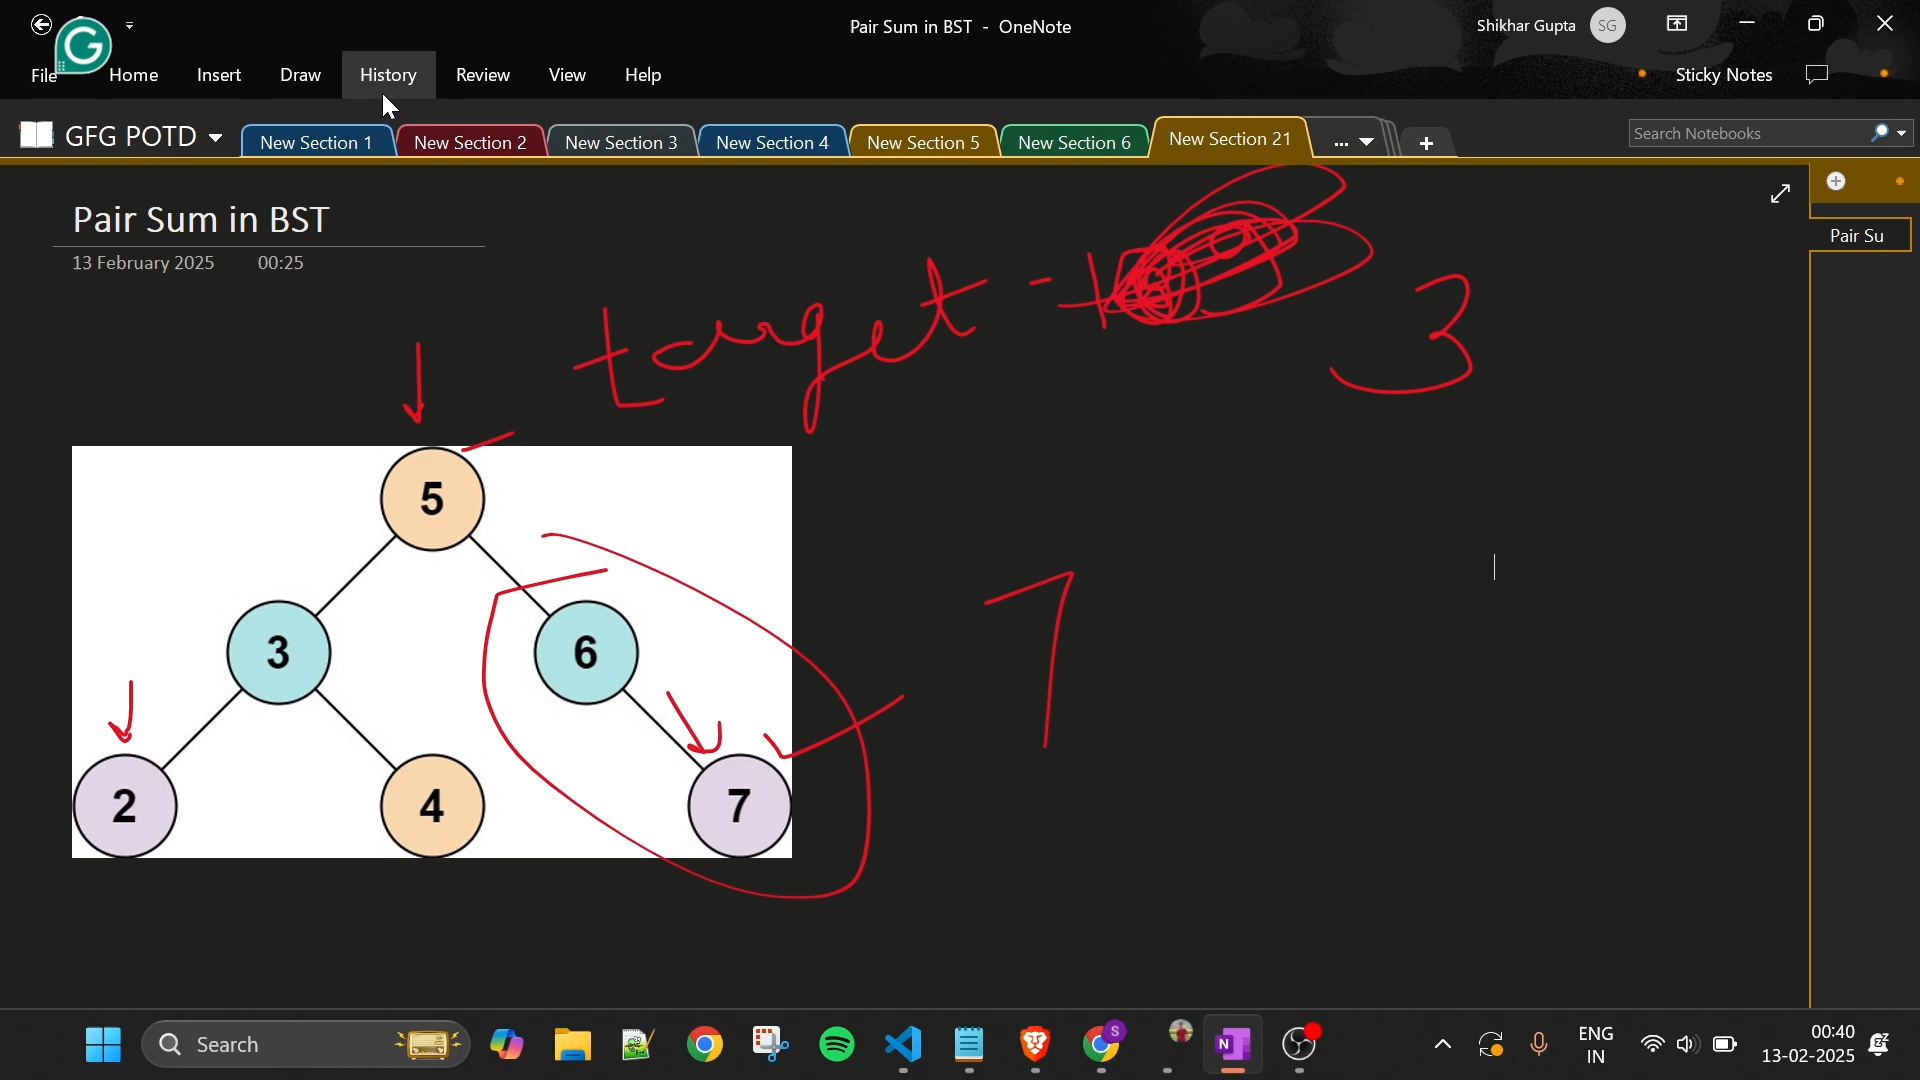 Pair Sum in BST - OneNote
Shikhar Gupta
SG
File
Home
Insert
Draw
History
Review
View
Help
Sticky Notes
GFG POTD
New Section 1
New Section 2
New Section 3
New Section 4
New Section 5
New Section 6
New Section 21
...
+
Search Notebooks
Pair Sum in BST
13 February 2025 00:25
Pair Su
target =
3
5
3
6
2
4
7
7
Search
ENG
IN
00:40
13-02-2025